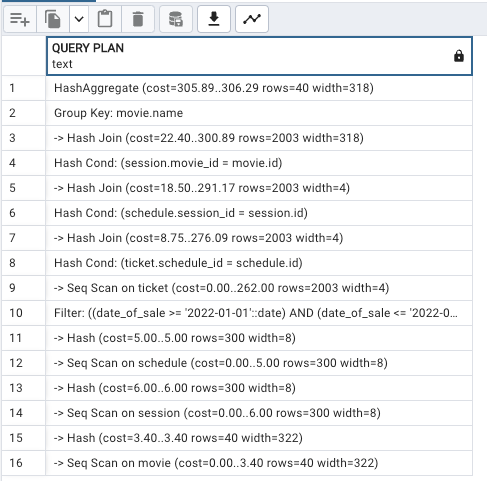 QUERY PLAN
text
1 HashAggregate (cost=305.89..306.29 rows=40 width=318)
2 Group Key: movie.name
3 -> Hash Join (cost=22.40..300.89 rows=2003 width=318)
4 Hash Cond: (session.movie_id = movie.id)
5 -> Hash Join (cost=18.50..291.17 rows=2003 width=4)
6 Hash Cond: (schedule.session_id = session.id)
7 -> Hash Join (cost=8.75..276.09 rows=2003 width=4)
8 Hash Cond: (ticket.schedule_id = schedule.id)
9 -> Seq Scan on ticket (cost=0.00..262.00 rows=2003 width=4)
10 Filter: ((date_of_sale >= '2022-01-01'::date) AND (date_of_sale <= '2022-0...
11 -> Hash (cost=5.00..5.00 rows=300 width=8)
12 -> Seq Scan on schedule (cost=0.00..5.00 rows=300 width=8)
13 -> Hash (cost=6.00..6.00 rows=300 width=8)
14 -> Seq Scan on session (cost=0.00..6.00 rows=300 width=8)
15 -> Hash (cost=3.40..3.40 rows=40 width=322)
16 -> Seq Scan on movie (cost=0.00..3.40 rows=40 width=322)